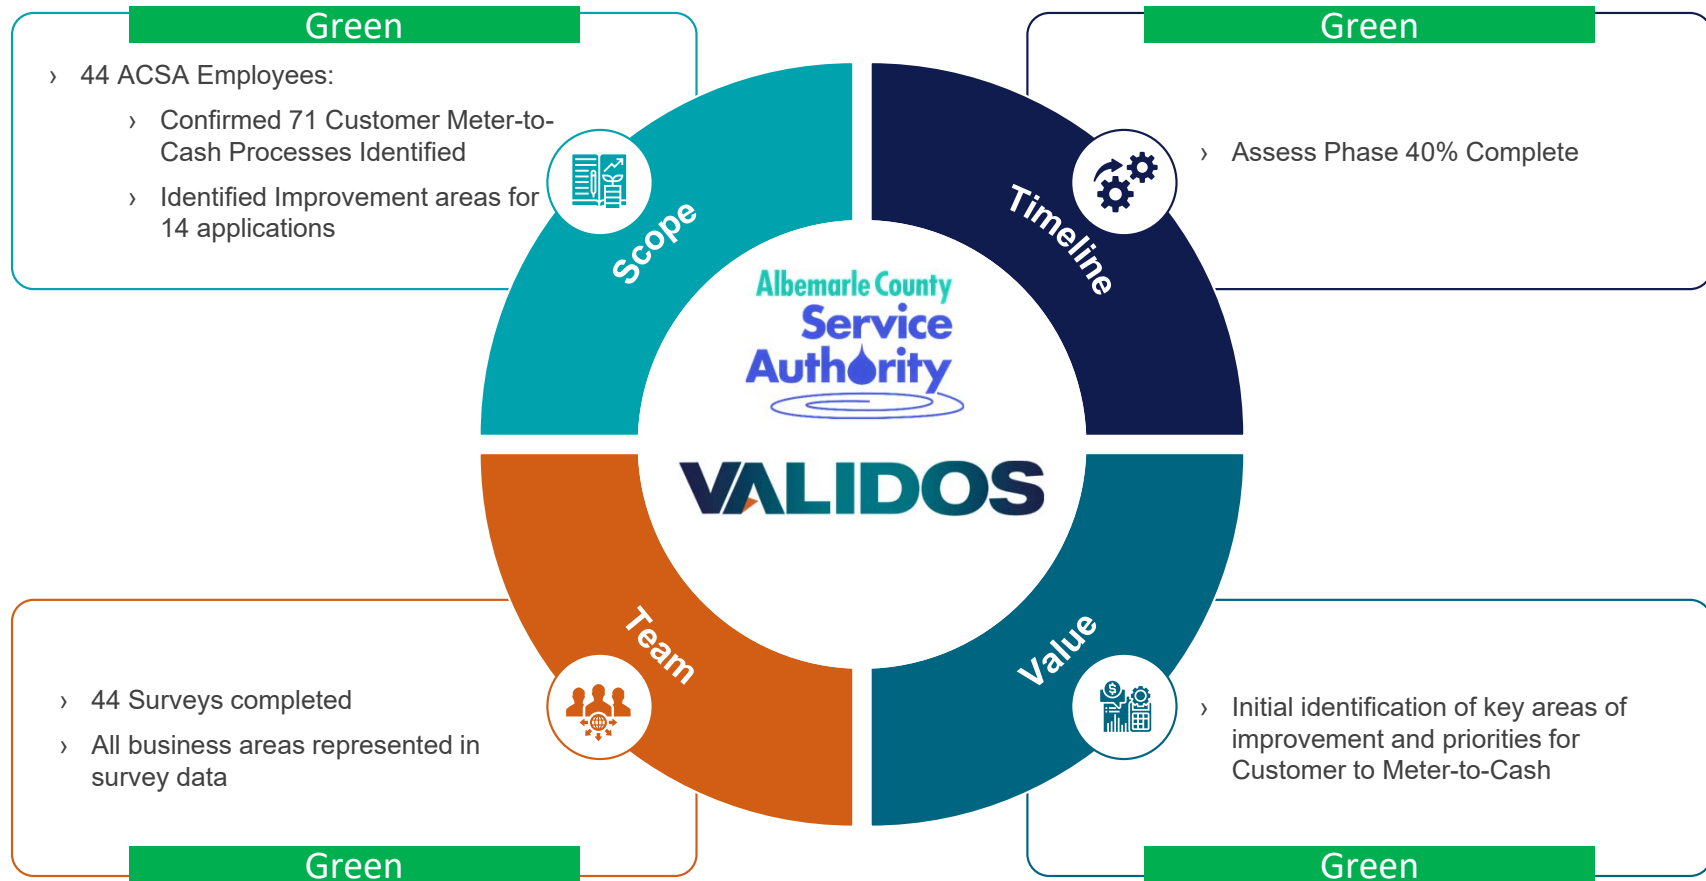 Green
› 44 ACSA Employees:
› Confirmed 71 Customer Meter-to-
Cash Processes Identified
› Identified Improvement areas for
14 applications
Scope
Green
› Assess Phase 40% Complete
Timeline
Albemarle County
Service
Authority
VALIDOS
Team
› 44 Surveys completed
› All business areas represented in
survey data
Green
Value
› Initial identification of key areas of
improvement and priorities for
Customer to Meter-to-Cash
Green